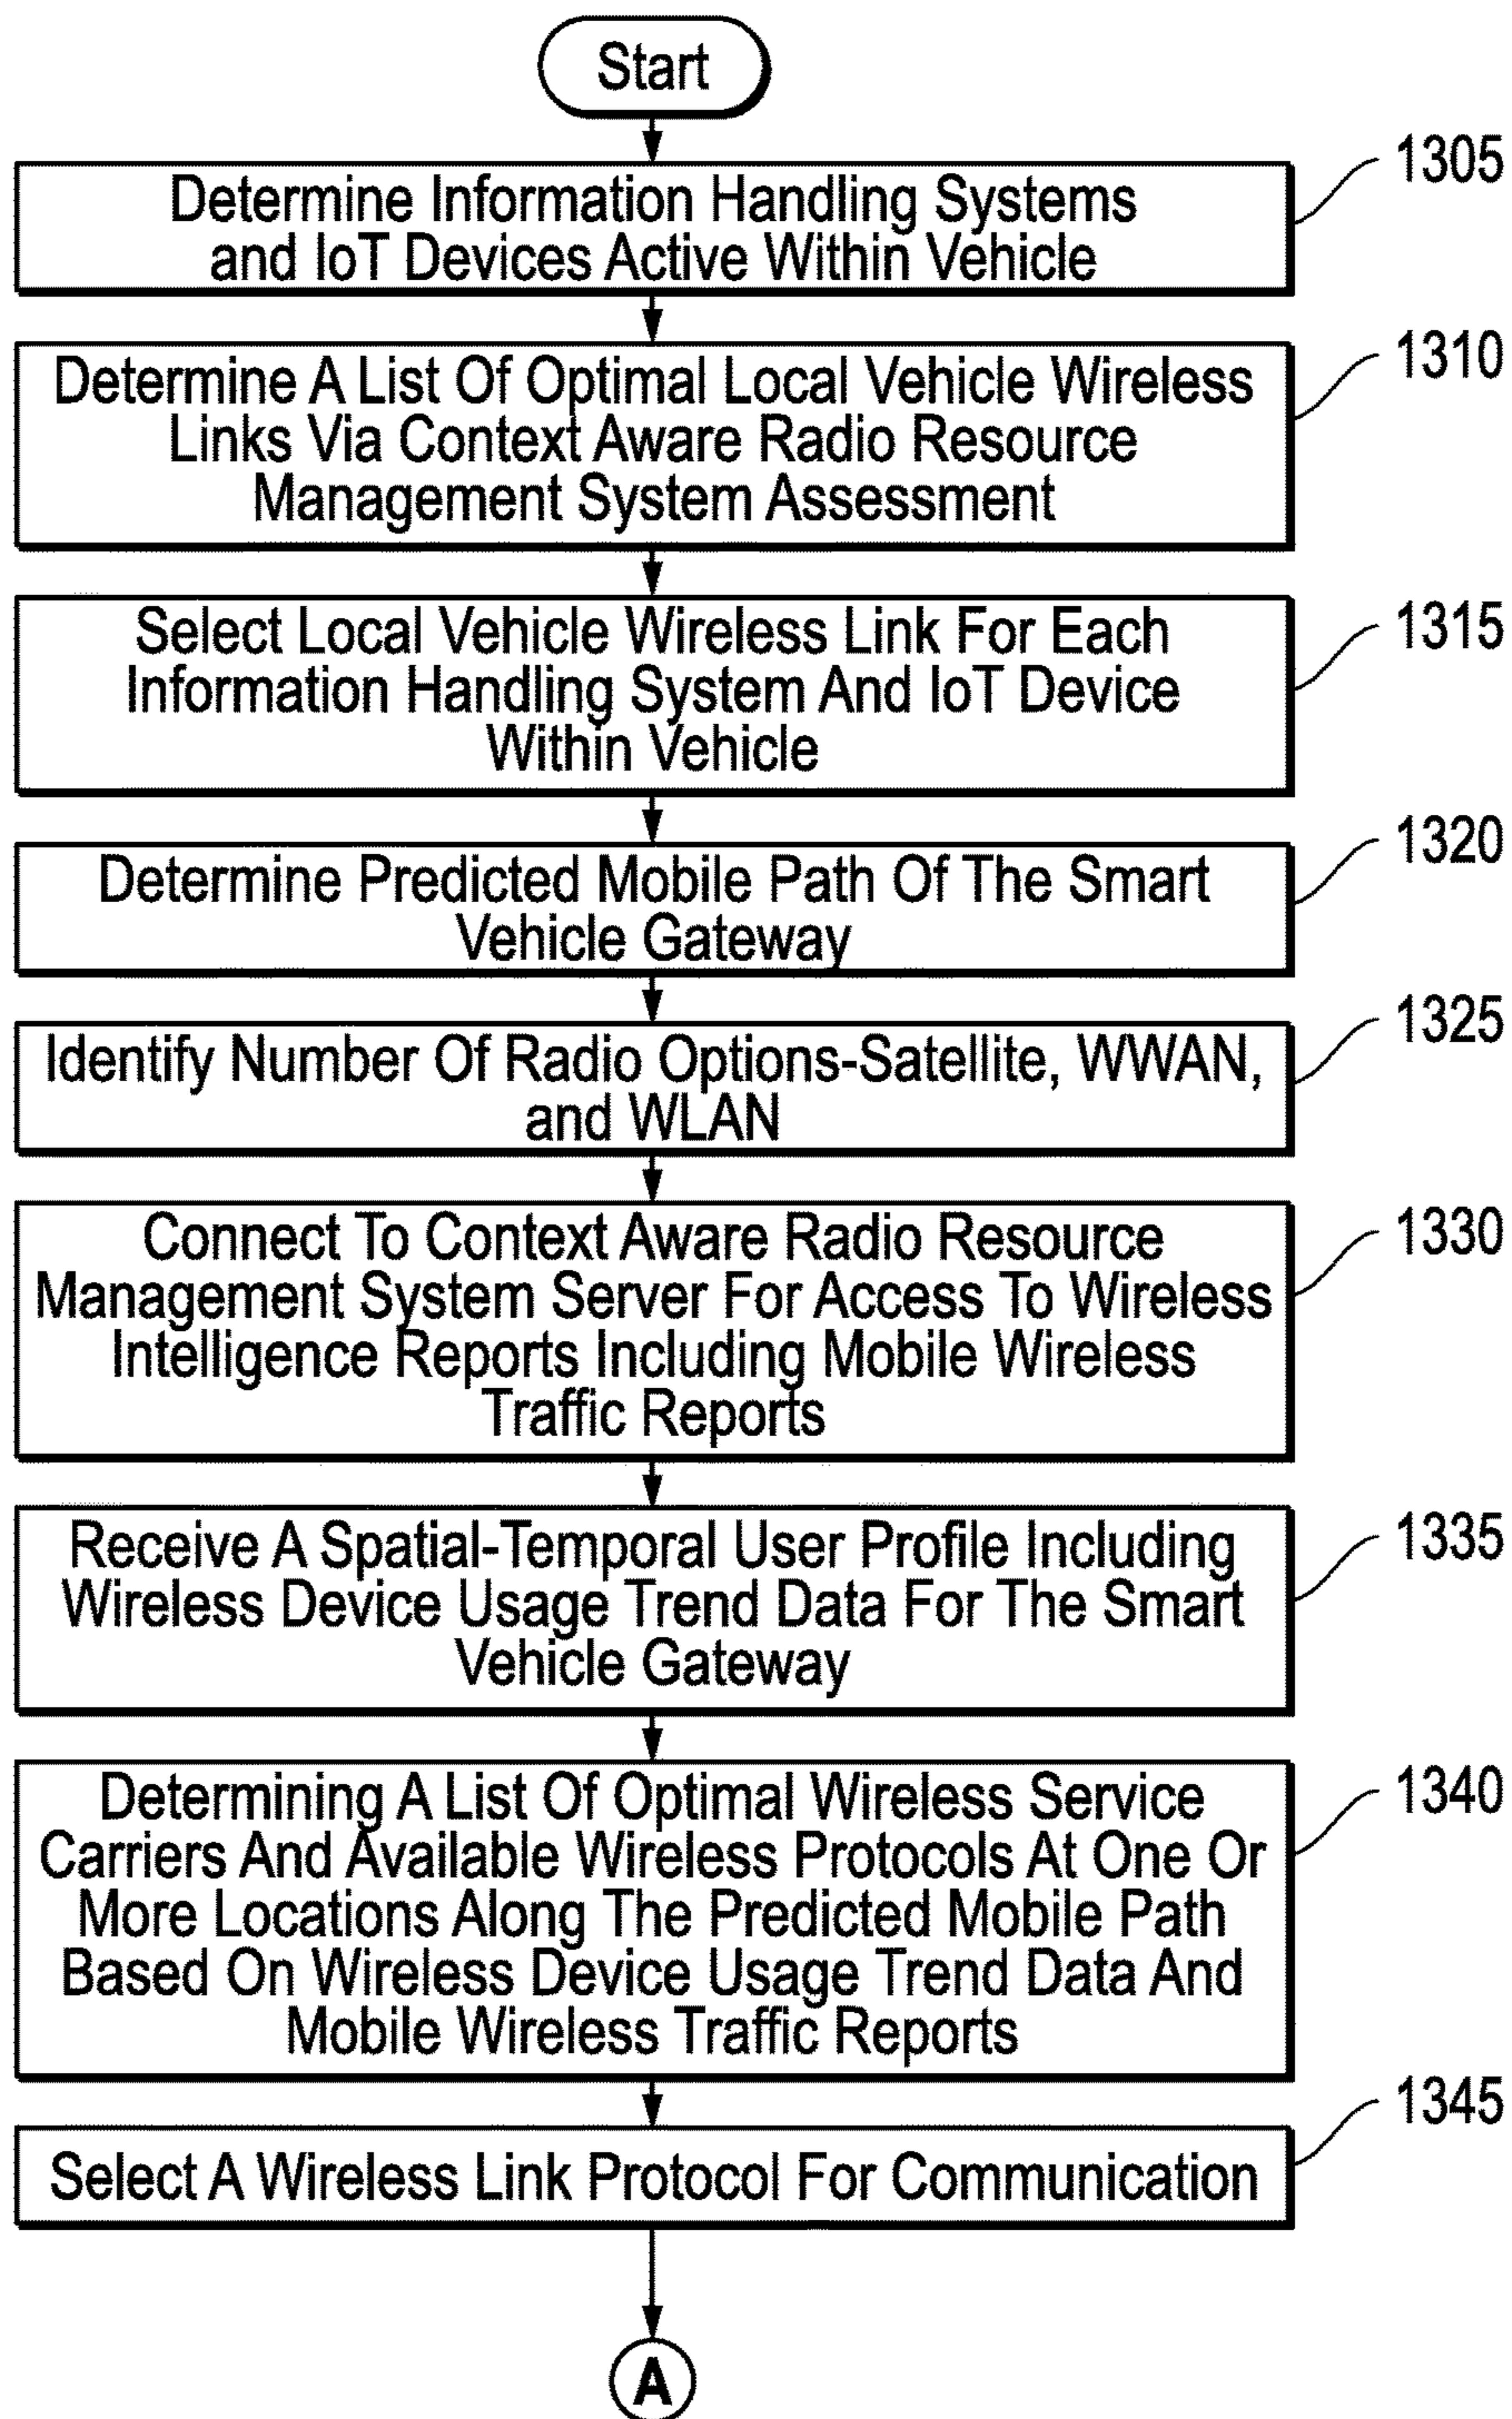 Start
1305
Determine Information Handling Systems
and IoT Devices Active Within Vehicle
1310
Determine A List Of Optimal Local Vehicle Wireless
Links Via Context Aware Radio Resource
Management System Assessment
1315
Select Local Vehicle Wireless Link For Each
Information Handling System And IoT Device
Within Vehicle
1320
Determine Predicted Mobile Path Of The Smart
Vehicle Gateway
1325
Identify Number Of Radio Options-Satellite, WWAN,
and WLAN
1330
Connect To Context Aware Radio Resource
Management System Server For Access To Wireless
Intelligence Reports Including Mobile Wireless
Traffic Reports
1335
Receive A Spatial-Temporal User Profile Including
Wireless Device Usage Trend Data For The Smart
Vehicle Gateway
1340
Determining A List Of Optimal Wireless Service
Carriers And Available Wireless Protocols At One Or
More Locations Along The Predicted Mobile Path
Based On Wireless Device Usage Trend Data And
Mobile Wireless Traffic Reports
1345
Select A Wireless Link Protocol For Communication
A